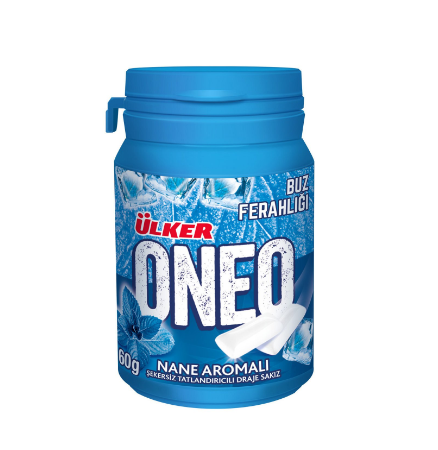 BUZ
FERAHLIĞI
ÜLKER
ONEO
60g
NANE AROMALI
ŞEKERSİZ TATLANDIRICILI DRAJE SAKIZ